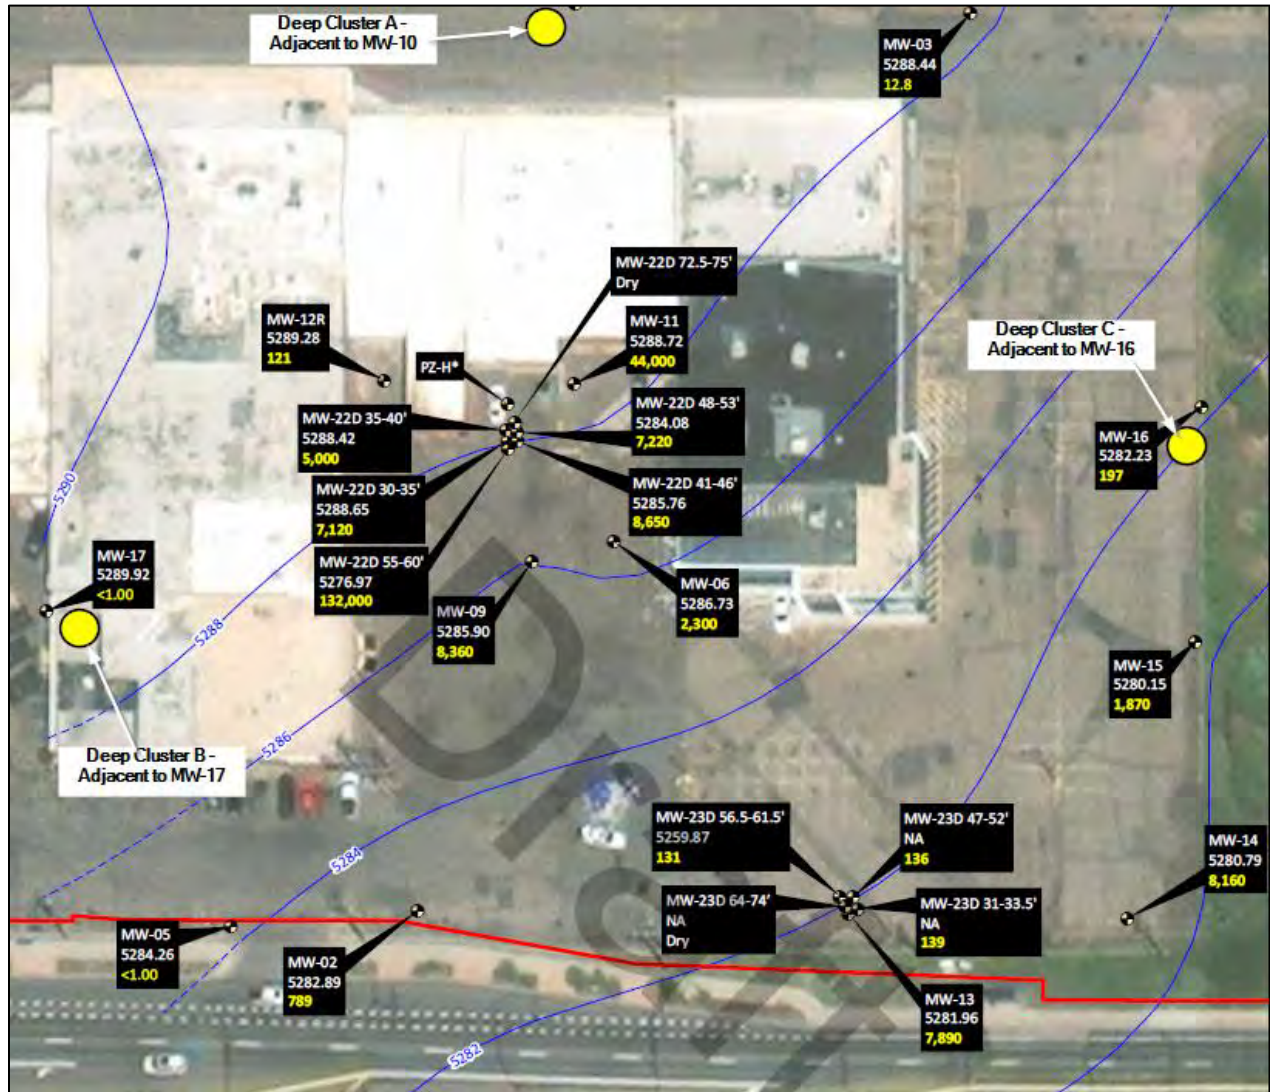 Deep Cluster A -
Adjacent to MW-10
MW-03
5288.44
12.8
MW-22D 72.5-75'
Dry
MW-12R
5289.28
121
MW-11
5288.72
44,000
Deep Cluster C -
Adjacent to MW-16
PZ-H*
MW-22D 35-40'
5288.42
5,000
MW-22D 48-53'
5284.08
7,220
MW-16
5282.23
197
5290
MW-22D 30-35'
5288.65
7,120
MW-22D 41-46'
5285.76
8,650
MW-17
5289.92
<1.00
MW-22D 55-60'
5276.97
132,000
MW-09
5285.90
8,360
MW-06
5286.73
2,300
5288
MW-15
5280.15
1,870
5286
Deep Cluster B -
Adjacent to MW-17
MW-23D 56.5-61.5'
5259.87
131
MW-23D 47-52'
NA
136
MW-14
5280.79
8,160
5284
MW-23D 64-74'
NA
Dry
MW-23D 31-33.5'
NA
139
MW-05
5284.26
<1.00
MW-02
5282.89
789
MW-13
5281.96
7,890
5282